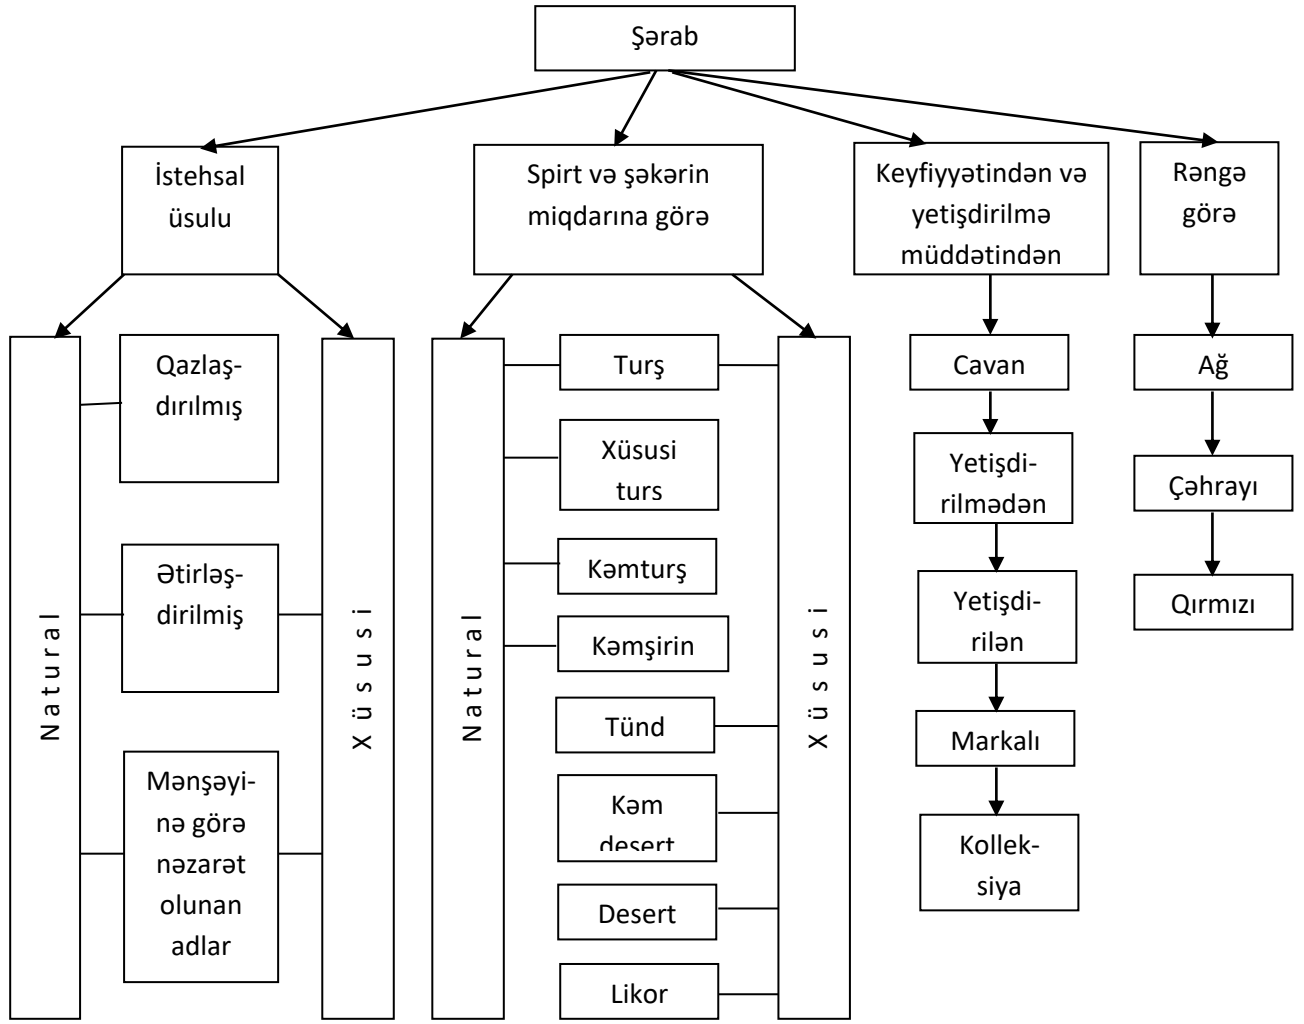 Şərab
İstehsal
üsulu
Spirt və şəkərin
miqdarına görə
Keyfiyyətindən və
yetişdirilmə
müddətindən
Rəngə
görə
Natural
Qazlaş-
dırılmış
Ətirləş-
dirilmiş
Mənşəyi-
nə görə
nəzarət
olunan
adlar
Xüsusi
Natural
Turş
Xüsusi
turs
Kəmturş
Kəmşirin
Tünd
Kəm
desert
Desert
Likor
Xüsusi
Cavan
Yetişdi-
rilmədən
Yetişdi-
rilən
Markalı
Kollek-
siya
Ağ
Çəhrayı
Qırmızı